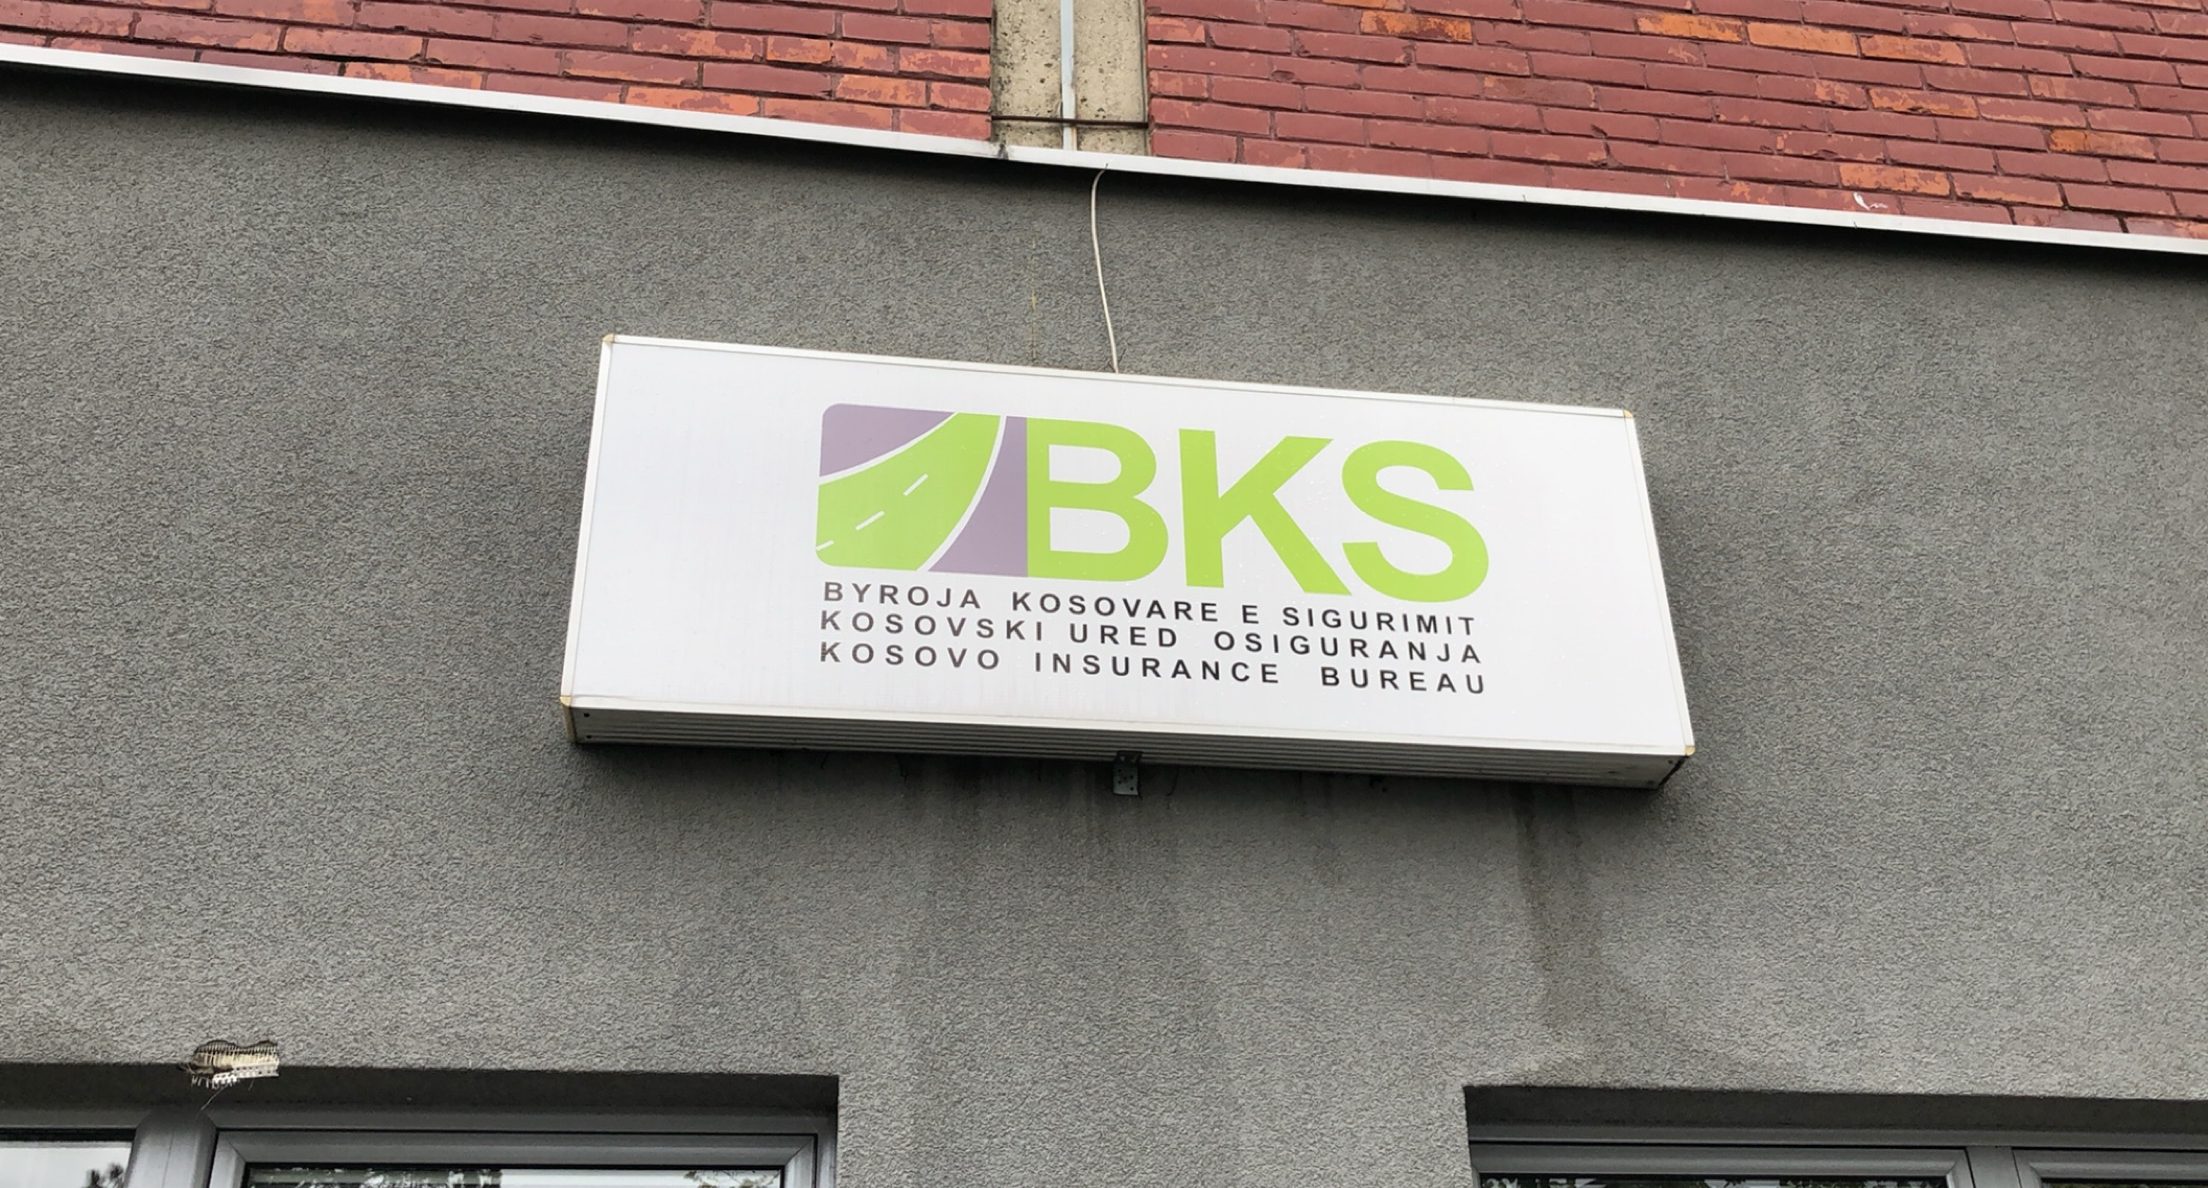 BKS
BYROJA KOSOVARE E SIGURIMIT
KOSOVSKI URED OSIGURANJA
KOSOVO INSURANCE BUREAU